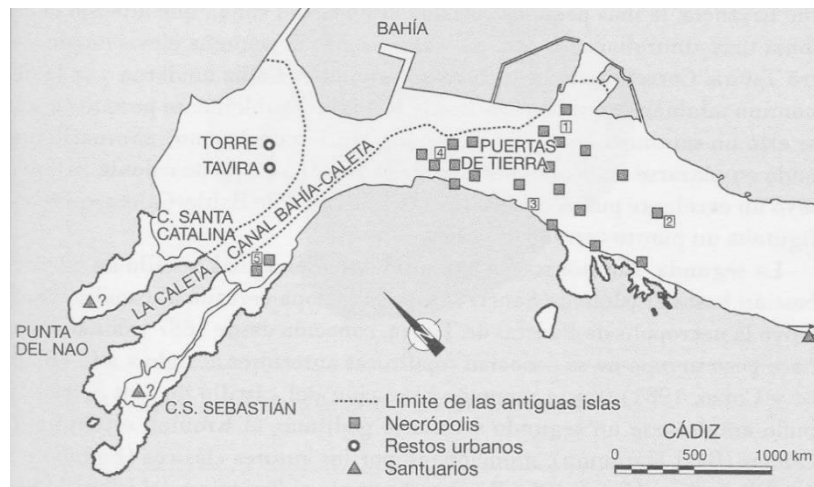 BAHÍA
TORRE
TAVIRA
PUERTAS
DE TIERRA
1
4
3
2
5
CANAL BAHÍA-CALETA
C. SANTA
CATALINA
LA CALETA
?
PUNTA
DEL NAO
?
C.S. SEBASTIÁN
Límite de las antiguas islas
Necrópolis
Restos urbanos
Santuarios
CÁDIZ
0 500 1000 km